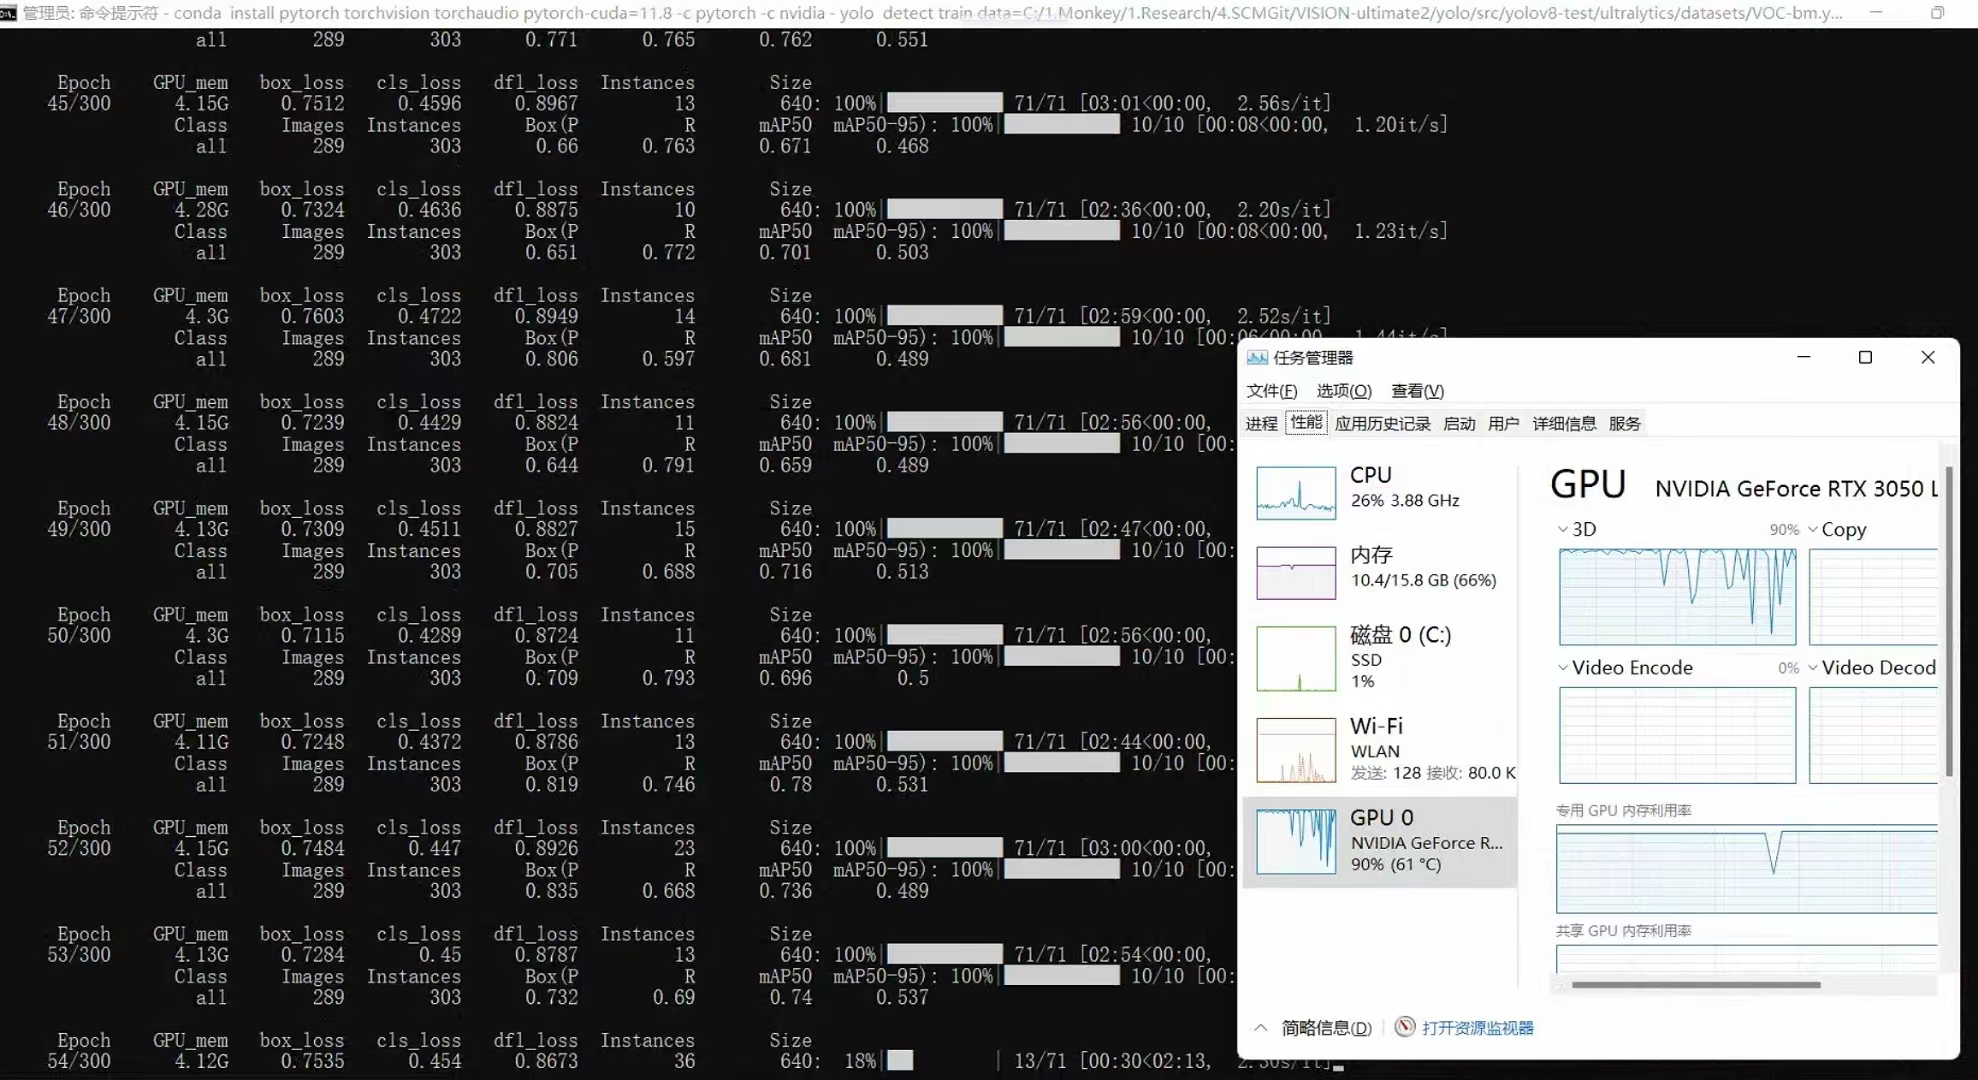 管理员: 命令提示符 - conda  install pytorch torchvision torchaudio pytorch-cuda=11.8 -c pytorch -c nvidia - yolo  detect train data=C:/1.Monkey/1.Research/4.SCMGit/VISION-ultimate2/yolo/src/yolov8-test/ultralytics/datasets/VOC-bm.y...
all 289 303 0.771 0.765 0.762 0.551
Epoch GPU_mem box_loss cls_loss dfl_loss Instances Size
45/300 4.15G 0.7512 0.4596 0.8967 13 640: 100%| | 71/71 [03:01<00:00, 2.56s/it]
Class Images Instances Box(P R mAP50 mAP50-95): 100%| | 10/10 [00:08<00:00, 1.20it/s]
all 289 303 0.66 0.763 0.671 0.468
Epoch GPU_mem box_loss cls_loss dfl_loss Instances Size
46/300 4.28G 0.7324 0.4636 0.8875 10 640: 100%| | 71/71 [02:36<00:00, 2.20s/it]
Class Images Instances Box(P R mAP50 mAP50-95): 100%| | 10/10 [00:08<00:00, 1.23it/s]
all 289 303 0.651 0.772 0.701 0.503
Epoch GPU_mem box_loss cls_loss dfl_loss Instances Size
47/300 4.3G 0.7603 0.4722 0.8949 14 640: 100%| | 71/71 [02:59<00:00, 2.52s/it]
Class Images Instances Box(P R mAP50 mAP50-95): 100%| | 10/10 [00:06<00:00, 1.44it/s]
all 289 303 0.806 0.597 0.681 0.489
Epoch GPU_mem box_loss cls_loss dfl_loss Instances Size
48/300 4.15G 0.7239 0.4429 0.8824 11 640: 100%| | 71/71 [02:56<00:00,
Class Images Instances Box(P R mAP50 mAP50-95): 100%| | 10/10 [00:
all 289 303 0.644 0.791 0.659 0.489
Epoch GPU_mem box_loss cls_loss dfl_loss Instances Size
49/300 4.13G 0.7309 0.4511 0.8827 15 640: 100%| | 71/71 [02:47<00:00,
Class Images Instances Box(P R mAP50 mAP50-95): 100%| | 10/10 [00:
all 289 303 0.705 0.688 0.716 0.513
Epoch GPU_mem box_loss cls_loss dfl_loss Instances Size
50/300 4.3G 0.7115 0.4289 0.8724 11 640: 100%| | 71/71 [02:56<00:00,
Class Images Instances Box(P R mAP50 mAP50-95): 100%| | 10/10 [00:
all 289 303 0.709 0.793 0.696 0.5
Epoch GPU_mem box_loss cls_loss dfl_loss Instances Size
51/300 4.11G 0.7248 0.4372 0.8786 13 640: 100%| | 71/71 [02:44<00:00,
Class Images Instances Box(P R mAP50 mAP50-95): 100%| | 10/10 [00:
all 289 303 0.819 0.746 0.78 0.531
Epoch GPU_mem box_loss cls_loss dfl_loss Instances Size
52/300 4.15G 0.7484 0.447 0.8926 23 640: 100%| | 71/71 [03:00<00:00,
Class Images Instances Box(P R mAP50 mAP50-95): 100%| | 10/10 [00:
all 289 303 0.835 0.668 0.736 0.489
Epoch GPU_mem box_loss cls_loss dfl_loss Instances Size
53/300 4.13G 0.7284 0.45 0.8787 13 640: 100%| | 71/71 [02:54<00:00,
Class Images Instances Box(P R mAP50 mAP50-95): 100%| | 10/10 [00:
all 289 303 0.732 0.69 0.74 0.537
Epoch GPU_mem box_loss cls_loss dfl_loss Instances Size
54/300 4.12G 0.7535 0.454 0.8673 36 640: 18%| | 13/71 [00:30<02:13, 2.30s/it]
任务管理器
文件(F) 选项(O) 查看(V)
进程 性能 应用历史记录 启动 用户 详细信息 服务
CPU
26% 3.88 GHz
内存
10.4/15.8 GB (66%)
磁盘 0 (C:)
SSD
1%
Wi-Fi
WLAN
发送: 128 接收: 80.0 K
GPU 0
NVIDIA GeForce R...
90% (61 °C)
GPU NVIDIA GeForce RTX 3050 L
3D 90% Copy
Video Encode 0% Video Decod
专用 GPU 内存利用率
共享 GPU 内存利用率
简略信息(D) 打开资源监视器